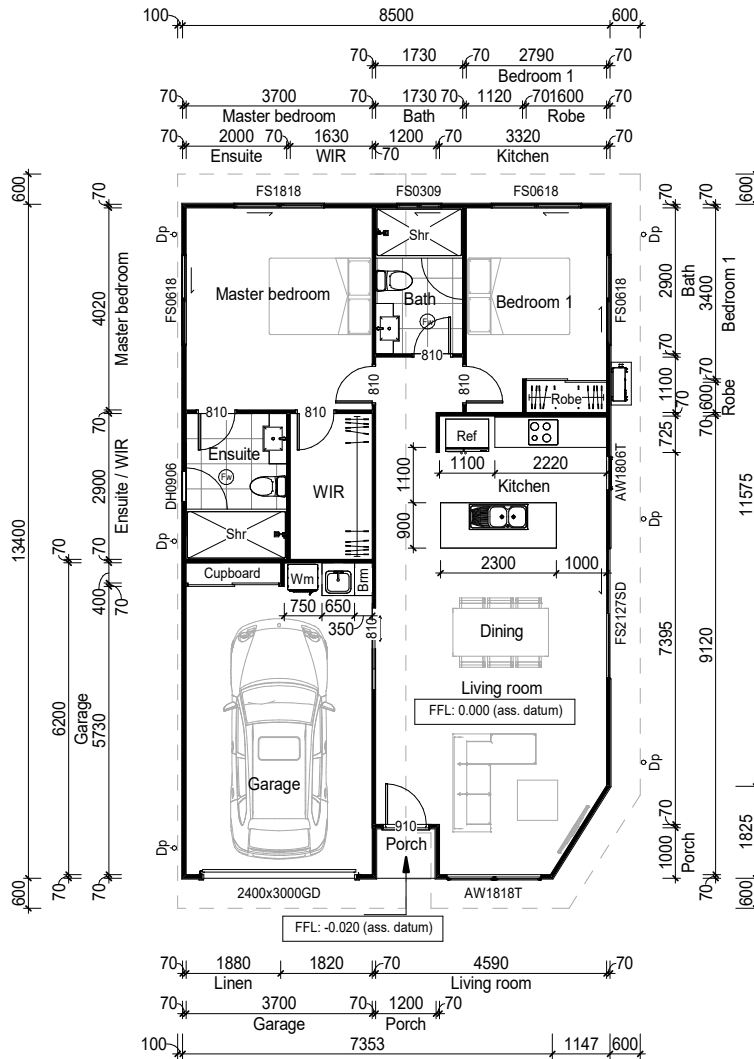 100 8500 600
70 1730 70 2790 70
Bedroom 1
70 3700 70 1730 70 1120 70 1600 70
Master bedroom Bath Robe
70 2000 70 1630 1200 70 3320 70
Ensuite WIR 70 Kitchen
FS1818 FS0309 FS0618
600
13400
600
70
4020
Master bedroom
70
2900
Ensuite / WIR
70
70
400
70
6200
Garage
5730
70
70
Dp
FS0618
DH0906
Dp
Dp
Shr
Master bedroom
Bath
Bedroom 1
Fw
810
810
810
Robe
810
810
Ensuite
Fw
WIR
Shr
Ref
1100
2220
1100
Kitchen
900
2300
1000
Cupboard
Wm
Brm
750
650
350
810
Dining
Living room
FFL: 0.000 (ass. datum)
Garage
910
Porch
2400x3000GD
AW1818T
FFL: -0.020 (ass. datum)
Dp
FS0618
AW1806T
Dp
FS2127SD
Dp
70
2900
Bath
70
1100
70
725
7395
70
1000
Porch
70
3400
Bedroom 1
70
600
Robe
70
9120
70
600
11575
1825
600
70 1880 1820 70 4590 70
Linen Living room
70 3700 70 1200 70
Garage Porch
100 7353 1147 600